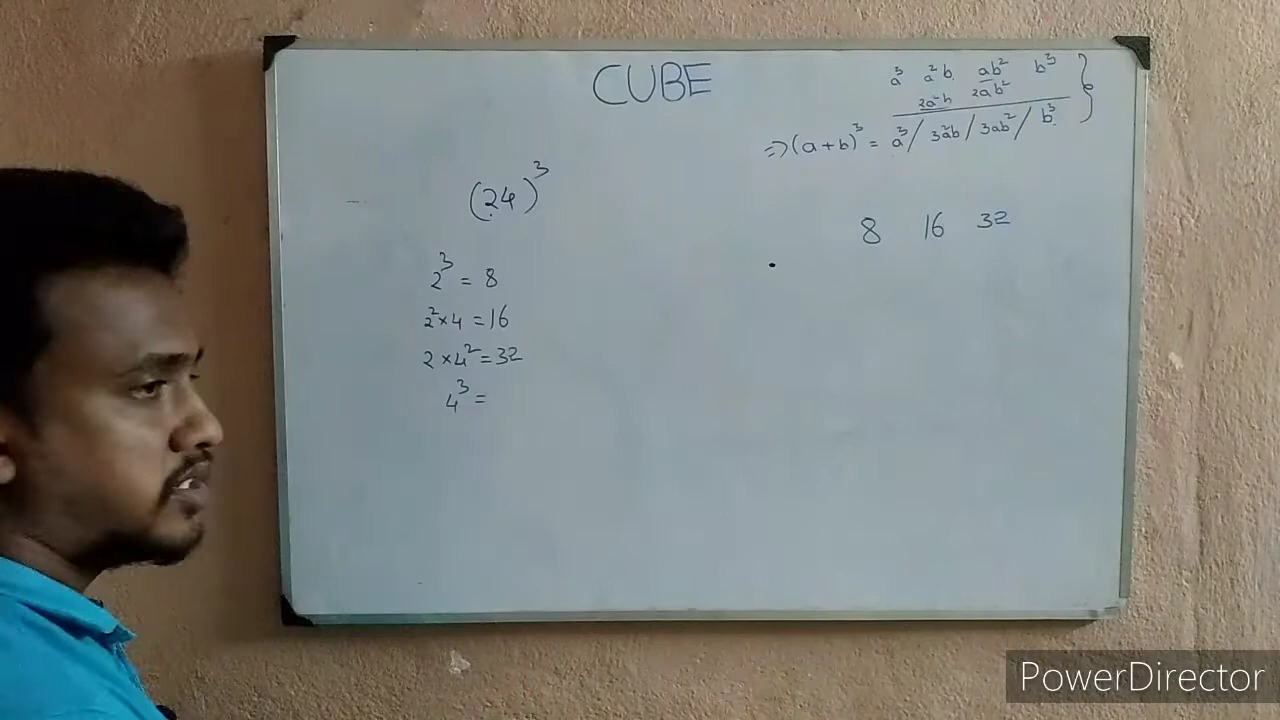 CUBE
a³ a²b ab² b³
2a²b 2ab²
=> (a+b)³ = a³/ 3a²b / 3ab² / b³
(24)³
8 16 32
2³ = 8
2²×4 = 16
2×4² = 32
4³ =
PowerDirector